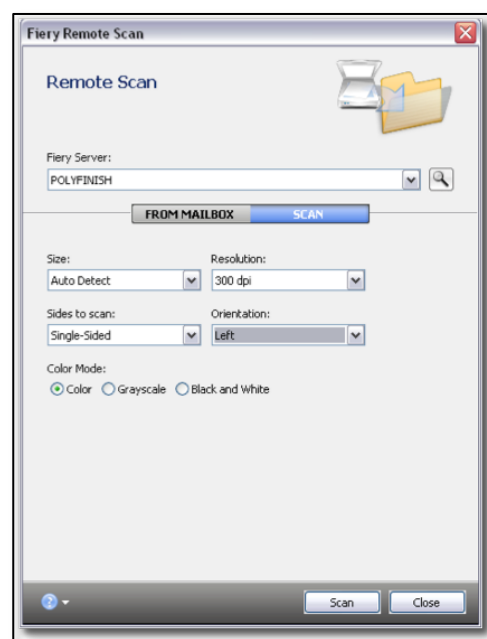 Fiery Remote Scan
Remote Scan
Fiery Server:
POLYFINISH
FROM MAILBOX SCAN
Size: Resolution:
Auto Detect 300 dpi
Sides to scan: Orientation:
Single-Sided Left
Color Mode:
Color Grayscale Black and White
Scan Close